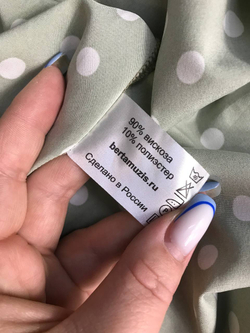 90% вискоза
10% полиэстер
bertamuzis.ru
Сделано в России